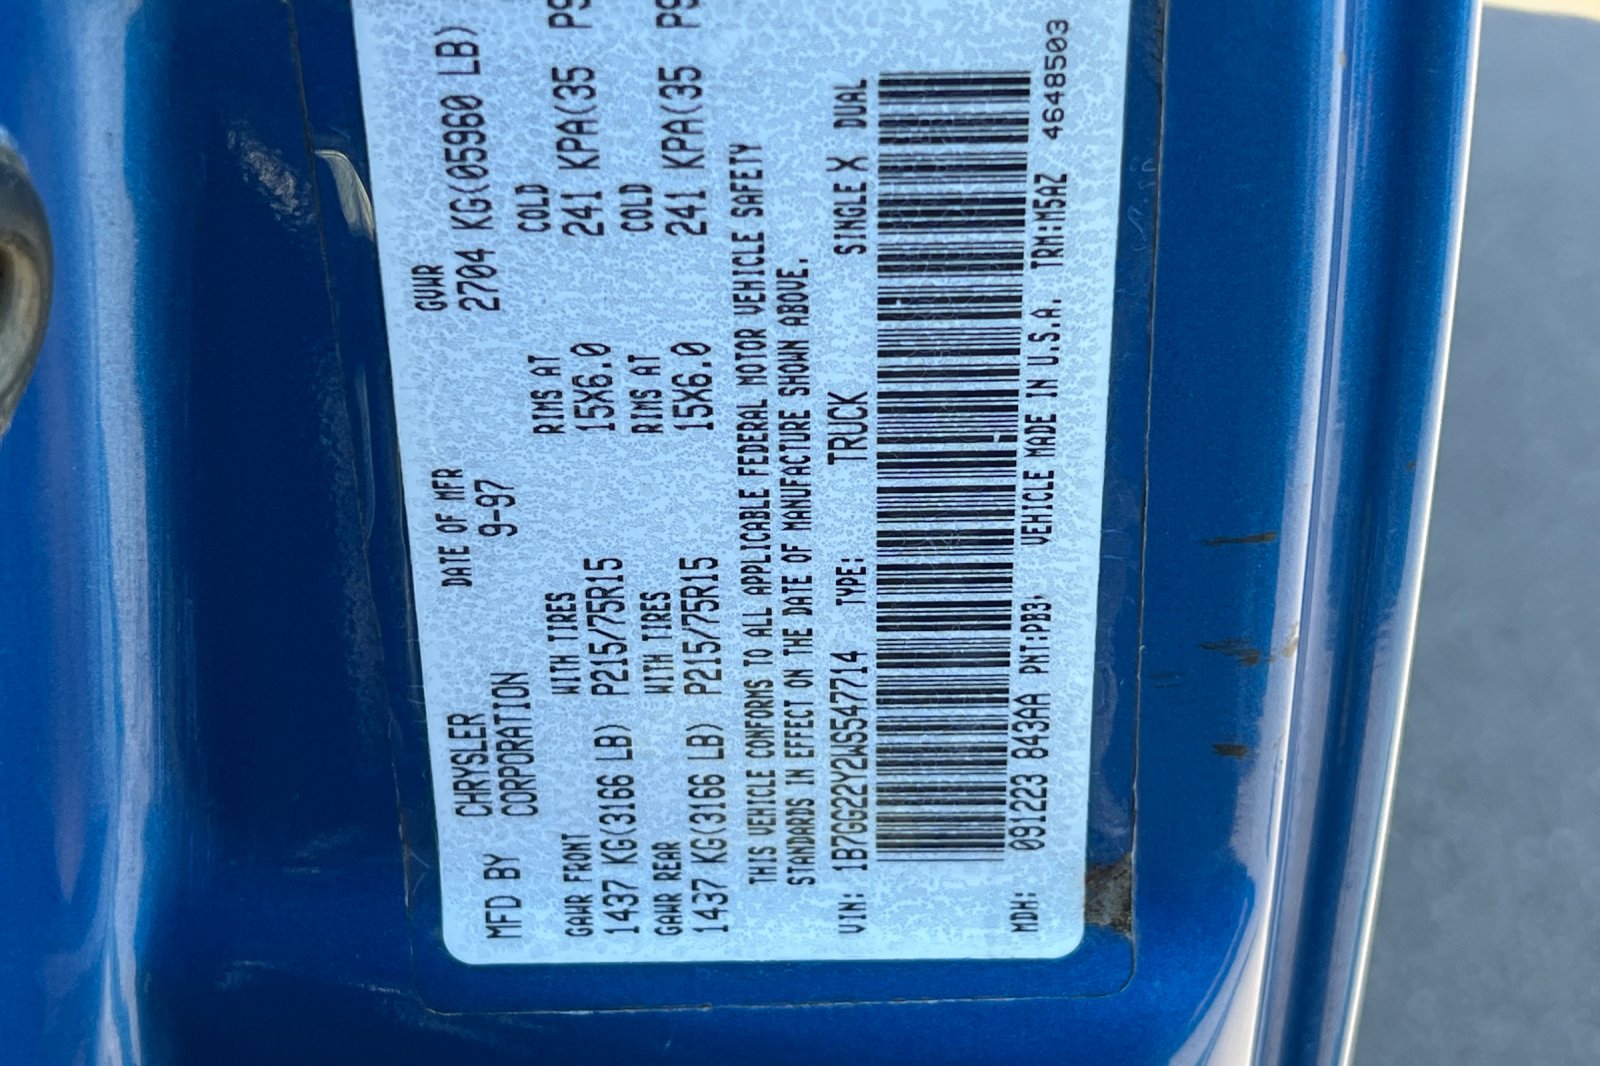 MFD BY CHRYSLER CORPORATION DATE OF MFR 9-97 GVWR 2704 KG(05960 LB)
GAWR FRONT WITH TIRES RIMS AT COLD
1437 KG(3166 LB) P215/75R15 15X6.0 241 KPA(35 PS
GAWR REAR WITH TIRES RIMS AT COLD
1437 KG(3166 LB) P215/75R15 15X6.0 241 KPA(35 PS
THIS VEHICLE CONFORMS TO ALL APPLICABLE FEDERAL MOTOR VEHICLE SAFETY
STANDARDS IN EFFECT ON THE DATE OF MANUFACTURE SHOWN ABOVE.
VIN: 1B7GG22Y2WS547714 TYPE: TRUCK SINGLE X DUAL
MDH: 091223 843AA PNT:PB3, VEHICLE MADE IN U.S.A. TRM:M5AZ 4648503